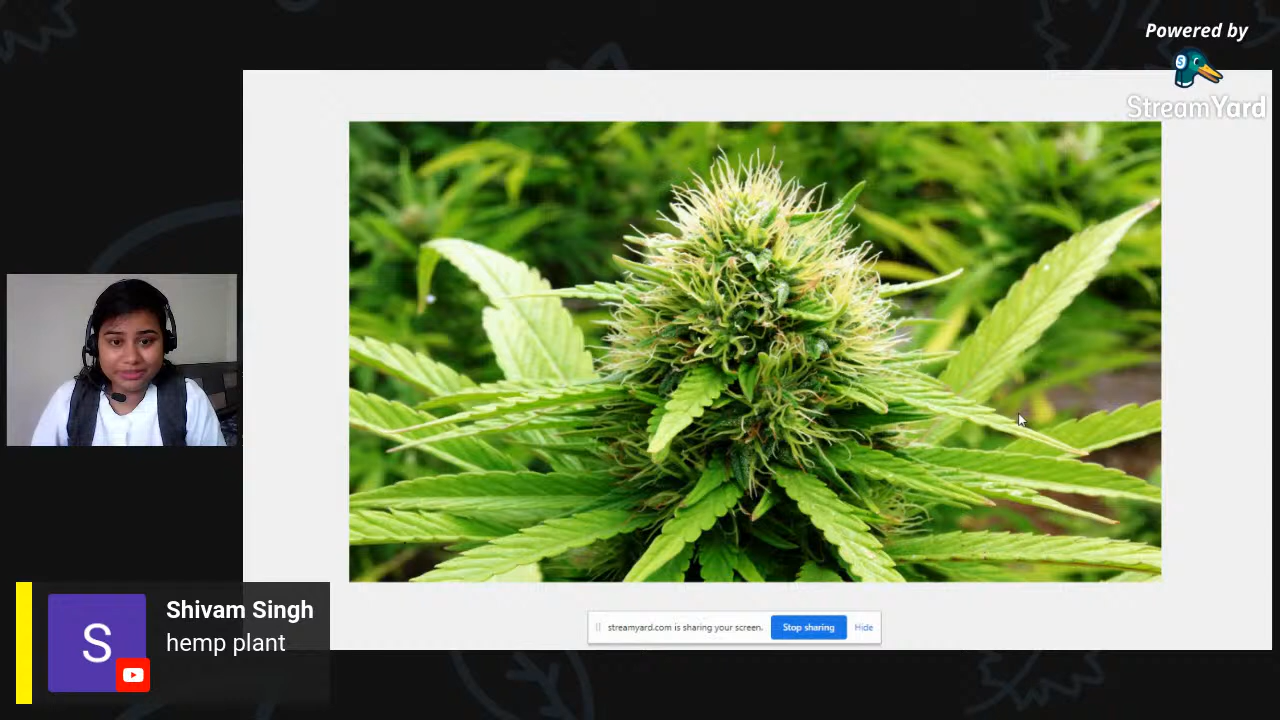 Powered by
StreamYard
streamyard.com is sharing your screen.
Stop sharing
Hide
S
Shivam Singh
hemp plant